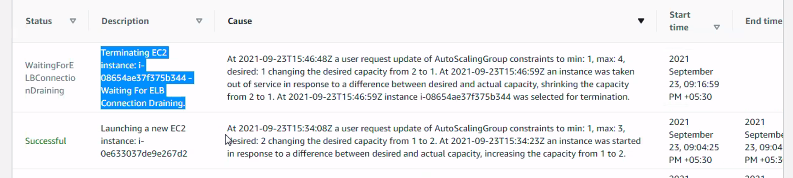 Status Description Cause Start time End time
WaitingForE
LBConnectio
nDraining
Terminating EC2
instance: i-
08654ae37f375b344 -
Waiting For ELB
Connection Draining.
At 2021-09-23T15:46:48Z a user request update of AutoScalingGroup constraints to min: 1, max: 4,
desired: 1 changing the desired capacity from 2 to 1. At 2021-09-23T15:46:59Z an instance was taken
out of service in response to a difference between desired and actual capacity, shrinking the
capacity from 2 to 1. At 2021-09-23T15:46:59Z instance i-08654ae37f375b344 was selected for termination.
2021
September
23, 09:16:59
PM +05:30
Successful
Launching a new EC2
instance: i-
0e633037de9e267d2
At 2021-09-23T15:34:08Z a user request update of AutoScalingGroup constraints to min: 1, max: 3,
desired: 2 changing the desired capacity from 1 to 2. At 2021-09-23T15:34:23Z an instance was started
in response to a difference between desired and actual capacity, increasing the capacity from 1 to 2.
2021
September
23, 09:04:25
PM +05:30
2021
Septemb
23, 09:04
PM +05:3